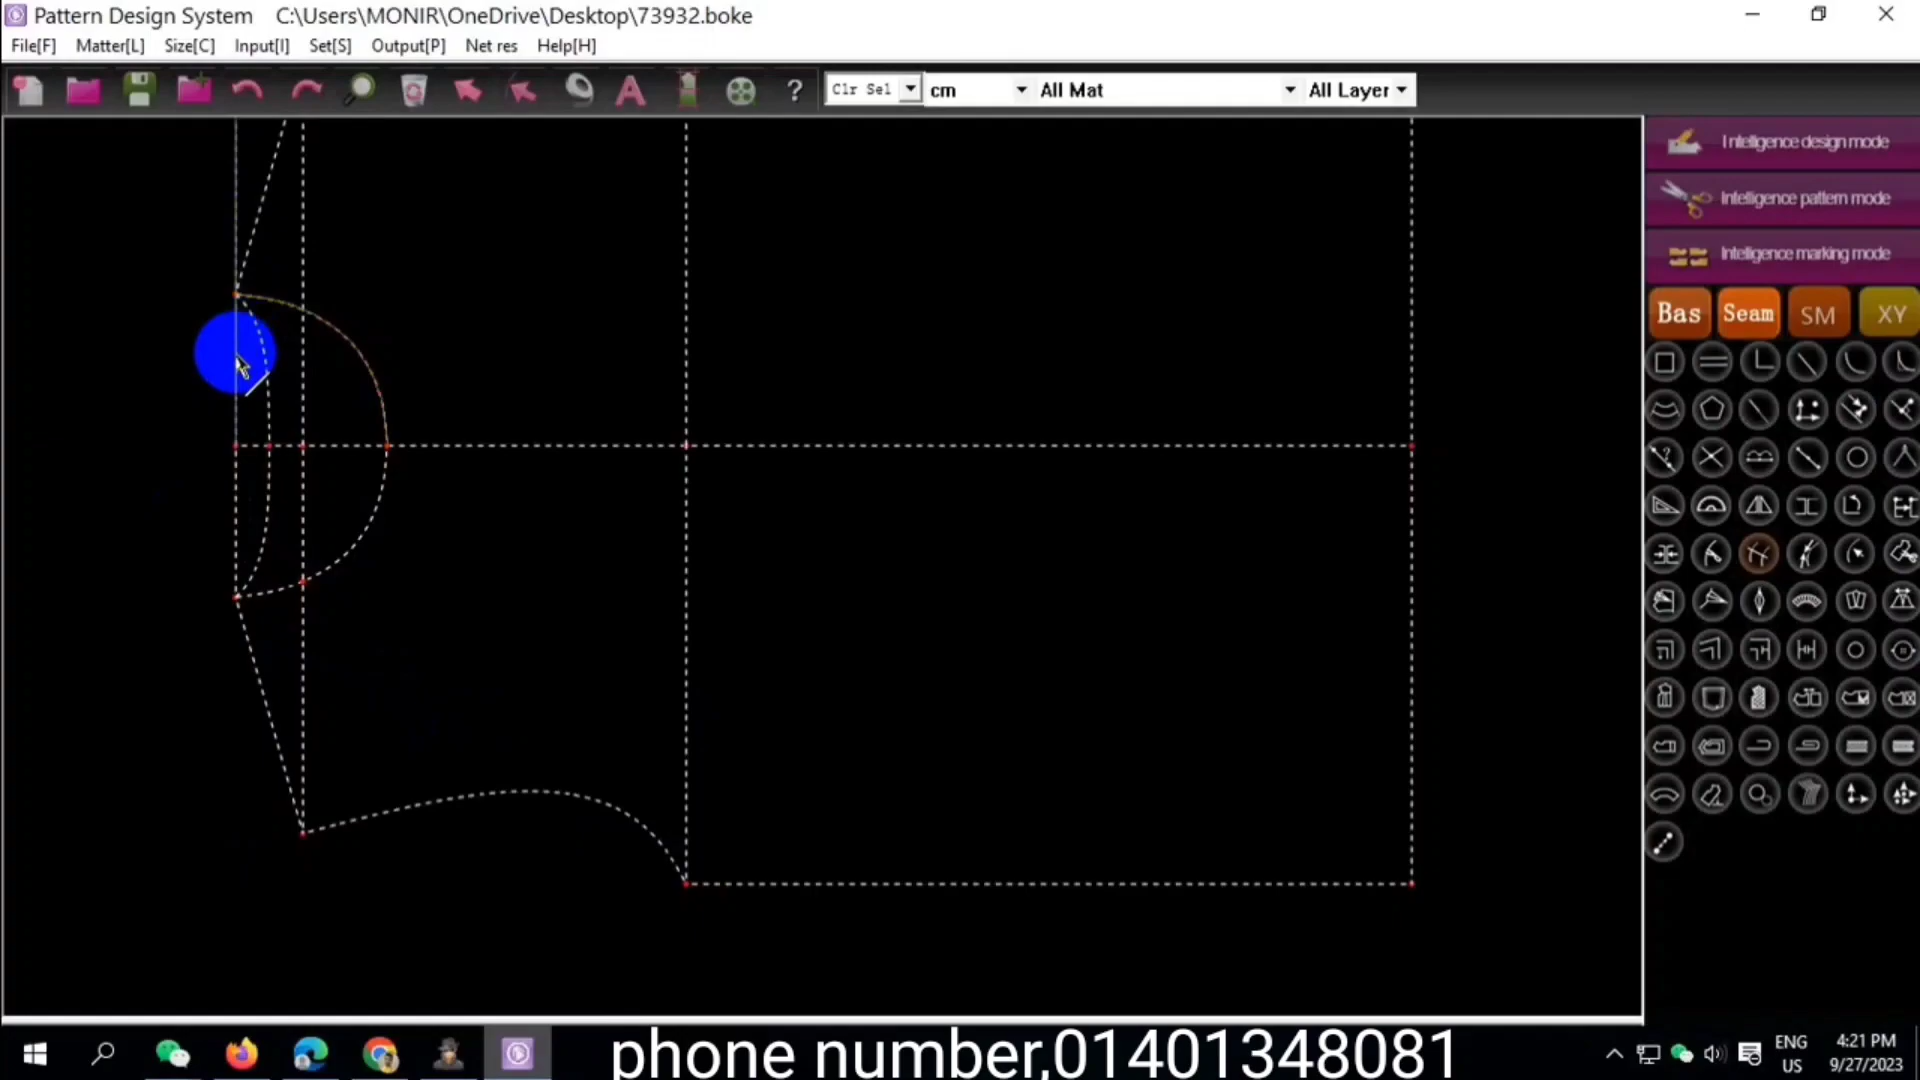 Pattern Design System C:\Users\MONIR\OneDrive\Desktop\73932.boke
File[F] Matter[L] Size[C] Input[I] Set[S] Output[P] Net res Help[H]
A ? Clr Sel cm All Mat All Layer
Intelligence design mode
Intelligence pattern mode
Intelligence marking mode
Bas Seam SM XY
phone number,01401348081
ENG
US
4:21 PM
9/27/2023